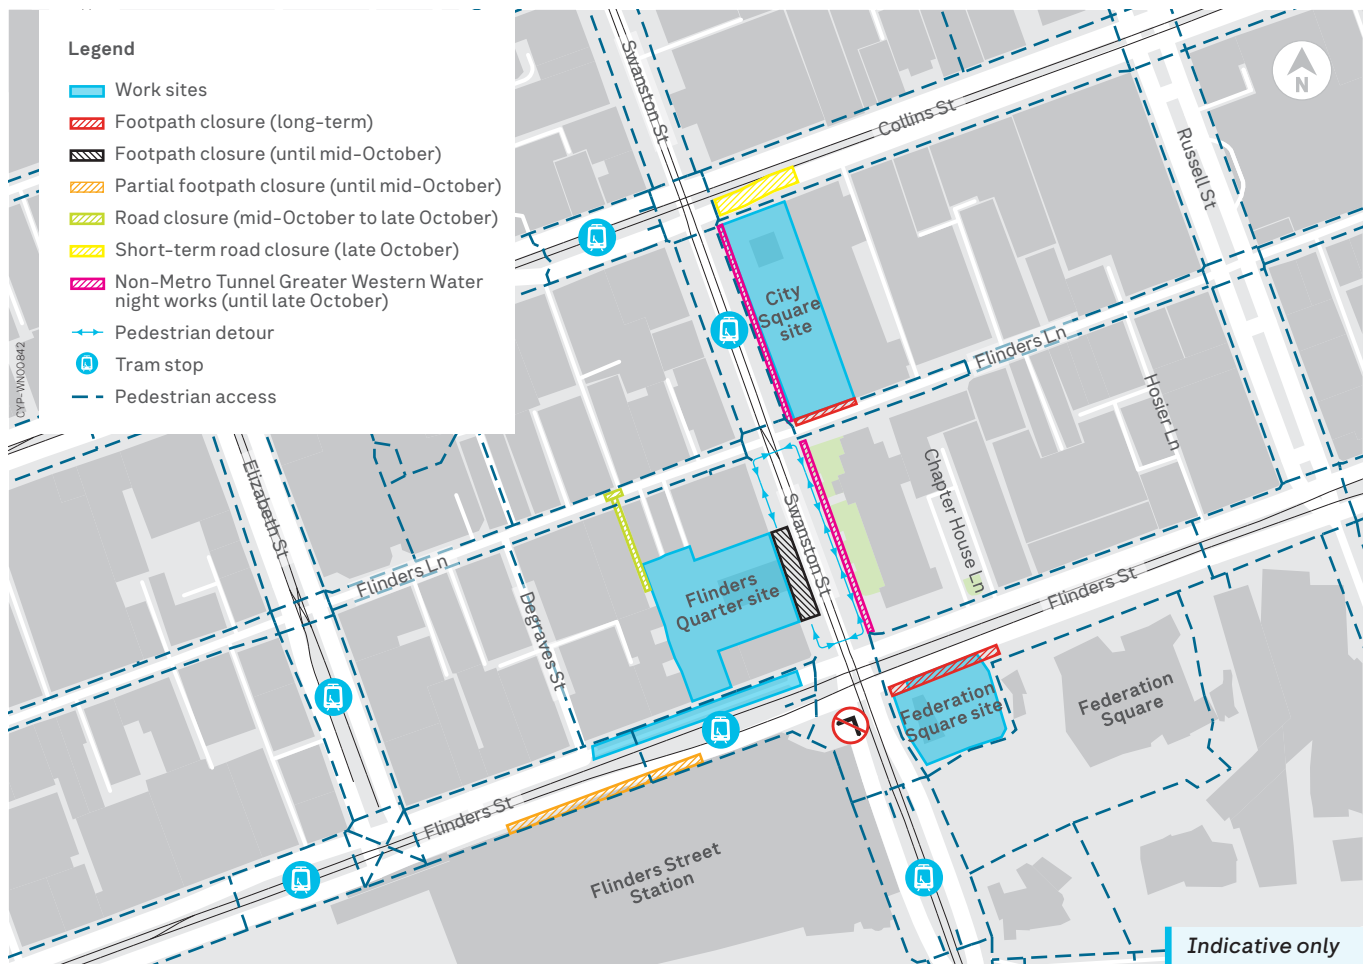 Legend
Work sites
Footpath closure (long-term)
Footpath closure (until mid-October)
Partial footpath closure (until mid-October)
Road closure (mid-October to late October)
Short-term road closure (late October)
Non-Metro Tunnel Greater Western Water
night works (until late October)
Pedestrian detour
Tram stop
Pedestrian access
CYP-WN00842
N
Swanston St
Collins St
Russell St
City
Square
site
Flinders Ln
Hosier Ln
Chapter House Ln
Elizabeth St
Swanston St
Flinders Ln
Degraves St
Flinders
Quarter site
Flinders St
Federation
Square site
Federation
Square
Flinders St
Flinders Street
Station
Indicative only